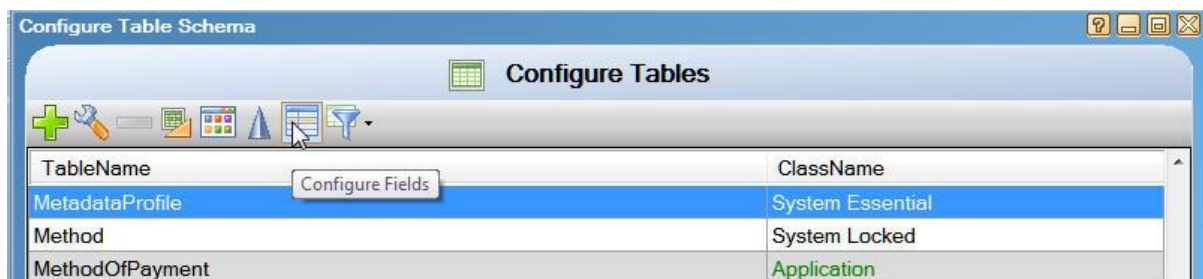 Configure Table Schema
Configure Tables
TableName ClassName
Configure Fields
MetadataProfile System Essential
Method System Locked
MethodOfPayment Application